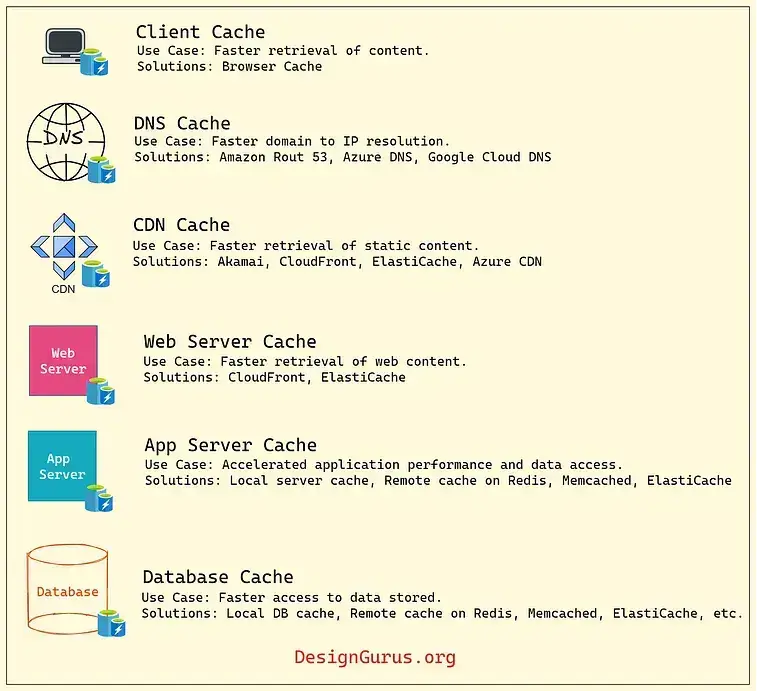 Client Cache
Use Case: Faster retrieval of content.
Solutions: Browser Cache
DNS
DNS Cache
Use Case: Faster domain to IP resolution.
Solutions: Amazon Rout 53, Azure DNS, Google Cloud DNS
CDN Cache
Use Case: Faster retrieval of static content.
Solutions: Akamai, CloudFront, ElastiCache, Azure CDN
CDN
Web
Server
Web Server Cache
Use Case: Faster retrieval of web content.
Solutions: CloudFront, ElastiCache
App
Server
App Server Cache
Use Case: Accelerated application performance and data access.
Solutions: Local server cache, Remote cache on Redis, Memcached, ElastiCache
Database
Database Cache
Use Case: Faster access to data stored.
Solutions: Local DB cache, Remote cache on Redis, Memcached, ElastiCache, etc.
DesignGurus.org